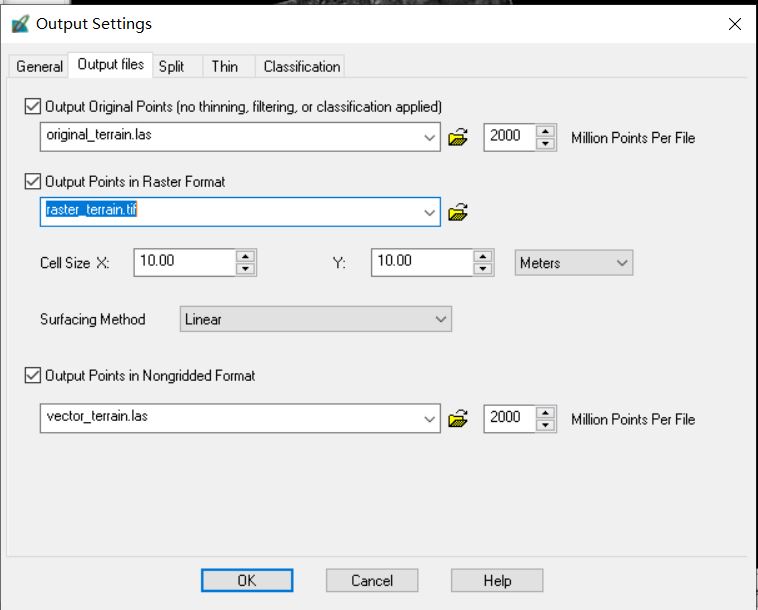 Output Settings
General Output files Split Thin Classification
Output Original Points (no thinning, filtering, or classification applied)
original_terrain.las 2000 Million Points Per File
Output Points in Raster Format
raster_terrain.tif
Cell Size X: 10.00 Y: 10.00 Meters
Surfacing Method Linear
Output Points in Nongridded Format
vector_terrain.las 2000 Million Points Per File
OK Cancel Help